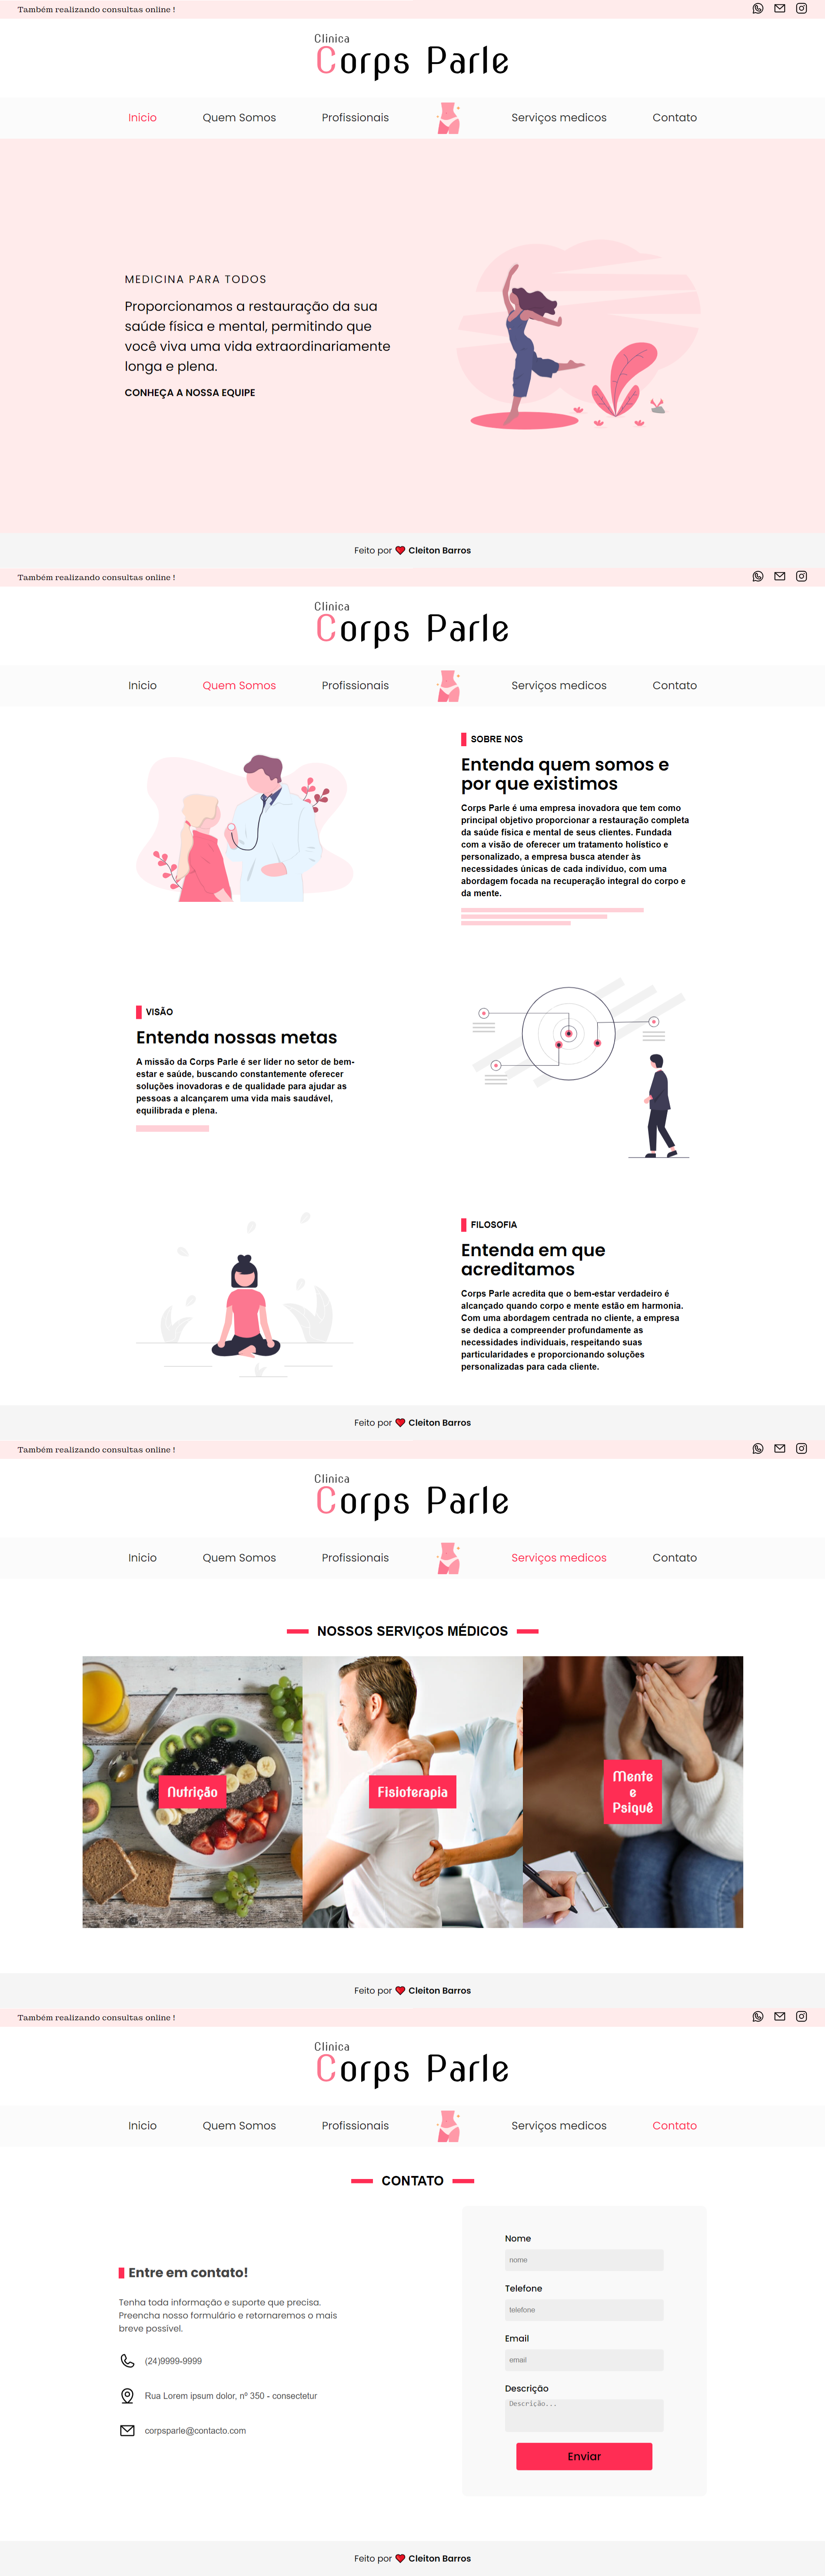 Também realizando consultas online !
Clinica
Corps Parle
Inicio
Quem Somos
Profissionais
Serviços medicos
Contato
MEDICINA PARA TODOS
Proporcionamos a restauração da sua
saúde física e mental, permitindo que
você viva uma vida extraordinariamente
longa e plena.
CONHEÇA A NOSSA EQUIPE
Feito por ❤ Cleiton Barros
Também realizando consultas online !
Clinica
Corps Parle
Inicio
Quem Somos
Profissionais
Serviços medicos
Contato
SOBRE NOS
Entenda quem somos e
por que existimos
Corps Parle é uma empresa inovadora que tem como
principal objetivo proporcionar a restauração completa
da saúde física e mental de seus clientes. Fundada
com a visão de oferecer um tratamento holístico e
personalizado, a empresa busca atender às
necessidades únicas de cada indivíduo, com uma
abordagem focada na recuperação integral do corpo e
da mente.
VISÃO
Entenda nossas metas
A missão da Corps Parle é ser líder no setor de bem-
estar e saúde, buscando constantemente oferecer
soluções inovadoras e de qualidade para ajudar as
pessoas a alcançarem uma vida mais saudável,
equilibrada e plena.
FILOSOFIA
Entenda em que
acreditamos
Corps Parle acredita que o bem-estar verdadeiro é
alcançado quando corpo e mente estão em harmonia.
Com uma abordagem centrada no cliente, a empresa
se dedica a compreender profundamente as
necessidades individuais, respeitando suas
particularidades e proporcionando soluções
personalizadas para cada cliente.
Feito por ❤ Cleiton Barros
Também realizando consultas online !
Clinica
Corps Parle
Inicio
Quem Somos
Profissionais
Serviços medicos
Contato
NOSSOS SERVIÇOS MÉDICOS
Nutrição
Fisioterapia
Mente
e
Psiquê
Feito por ❤ Cleiton Barros
Também realizando consultas online !
Clinica
Corps Parle
Inicio
Quem Somos
Profissionais
Serviços medicos
Contato
CONTATO
Entre em contato!
Tenha toda informação e suporte que precisa.
Preencha nosso formulário e retornaremos o mais
breve possível.
(24)9999-9999
Rua Lorem ipsum dolor, nº 350 - consectetur
corpsparle@contacto.com
Nome
nome
Telefone
telefone
Email
email
Descrição
Descrição...
Enviar
Feito por ❤ Cleiton Barros